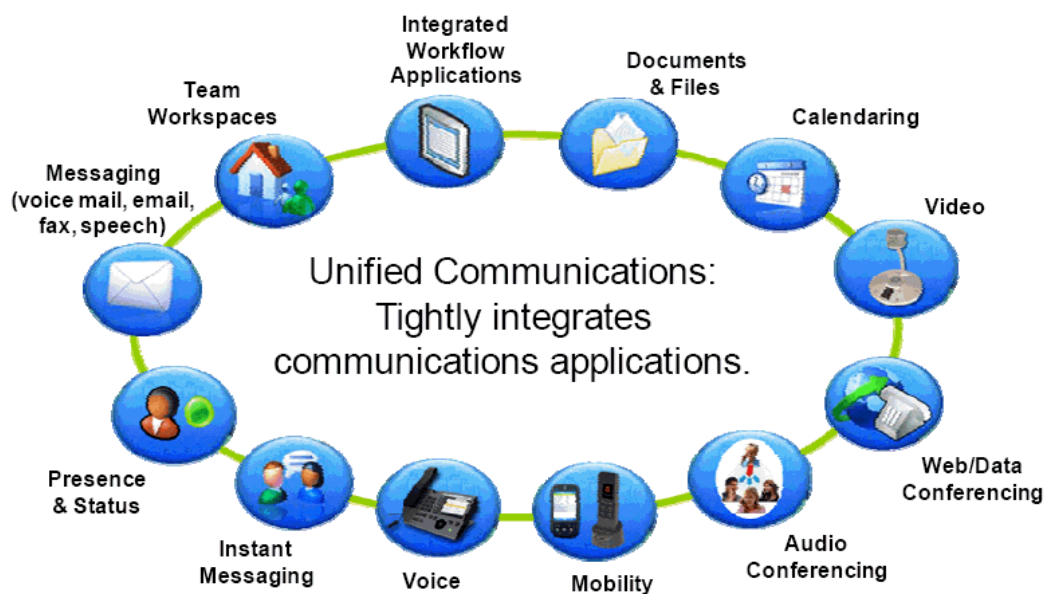 Integrated
Workflow
Applications
Documents
& Files
Team
Workspaces
Calendaring
Messaging
(voice mail, email,
fax, speech)
Video
Unified Communications:
Tightly integrates
communications applications.
Presence
& Status
Web/Data
Conferencing
Instant
Messaging
Voice
Mobility
Audio
Conferencing